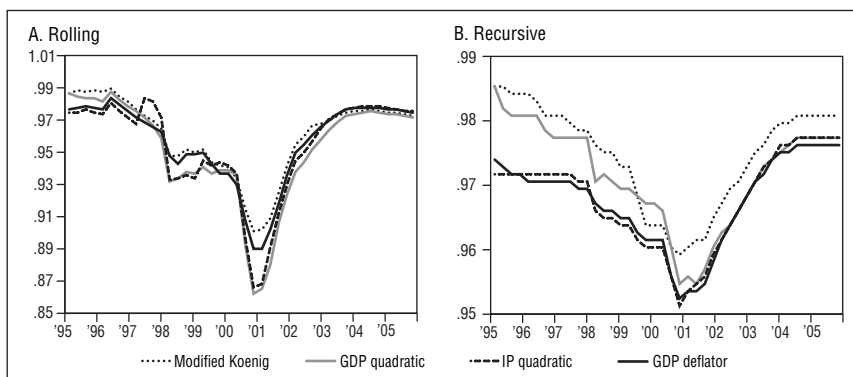 A. Rolling
1.01
.99
.97
.95
.93
.91
.89
.87
.85
'95 '96 '97 '98 '99 '00 '01 '02 '03 '04 '05
B. Recursive
.99
.98
.97
.96
.95
'95 '96 '97 '98 '99 '00 '01 '02 '03 '04 '05
Modified Koenig GDP quadratic IP quadratic GDP deflator